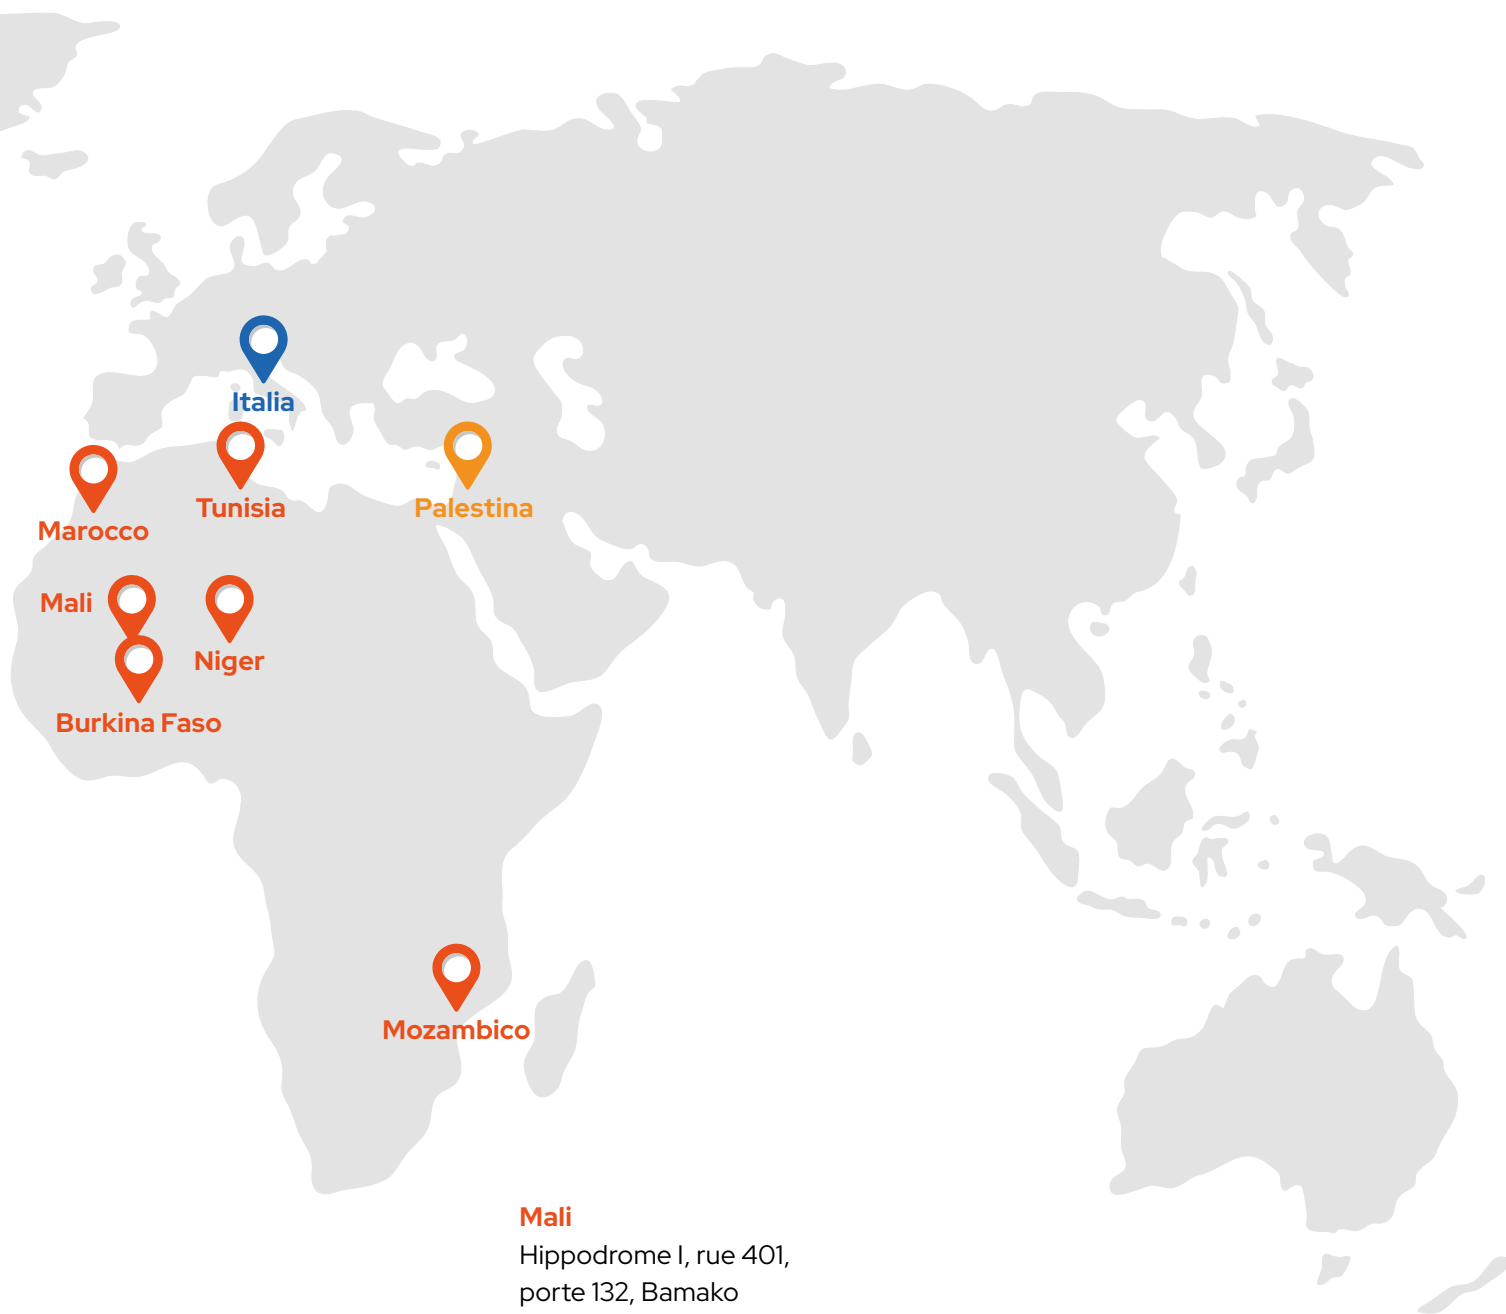 Italia
Tunisia
Palestina
Marocco
Mali
Niger
Burkina Faso
Mozambico
Mali
Hippodrome I, rue 401,
porte 132, Bamako